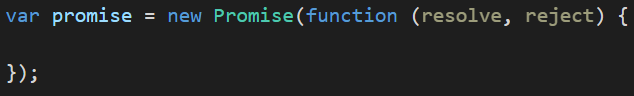 var promise = new Promise(function (resolve, reject) {
});